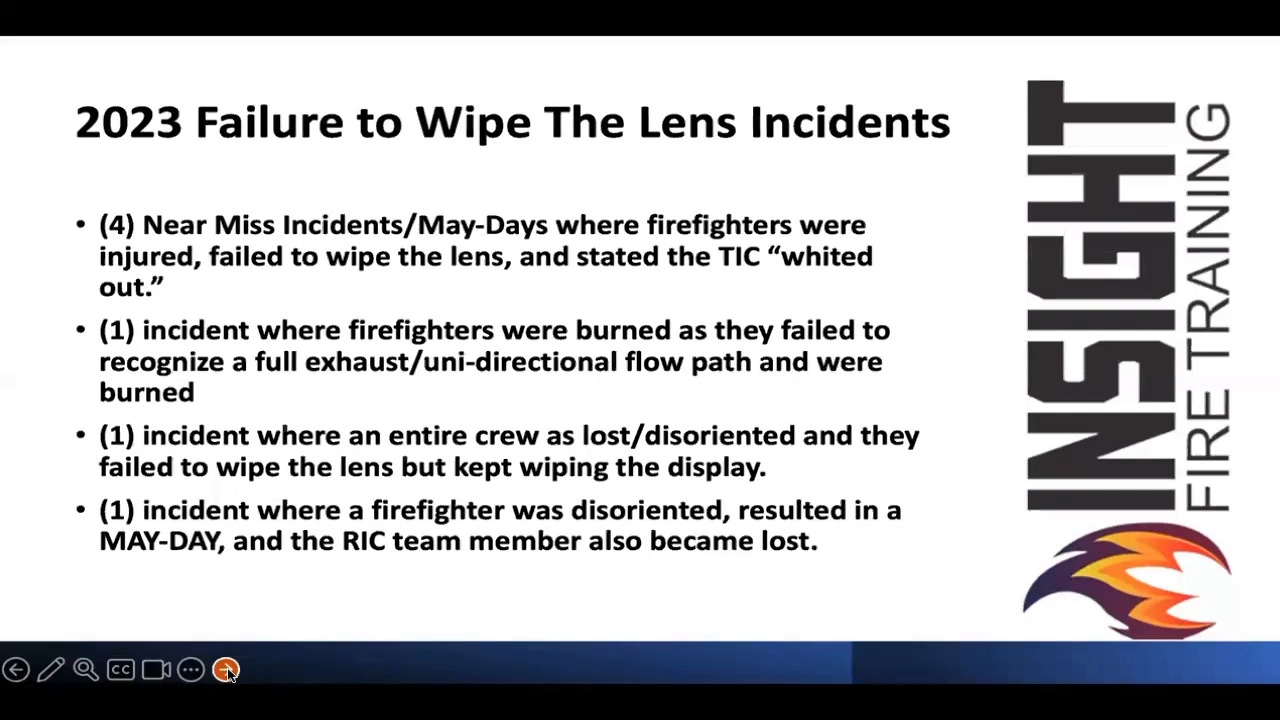 2023 Failure to Wipe The Lens Incidents
• (4) Near Miss Incidents/May-Days where firefighters were
injured, failed to wipe the lens, and stated the TIC “whited
out.”
• (1) incident where firefighters were burned as they failed to
recognize a full exhaust/uni-directional flow path and were
burned
• (1) incident where an entire crew as lost/disoriented and they
failed to wipe the lens but kept wiping the display.
• (1) incident where a firefighter was disoriented, resulted in a
MAY-DAY, and the RIC team member also became lost.
INSIGHT
FIRE TRAINING
CC